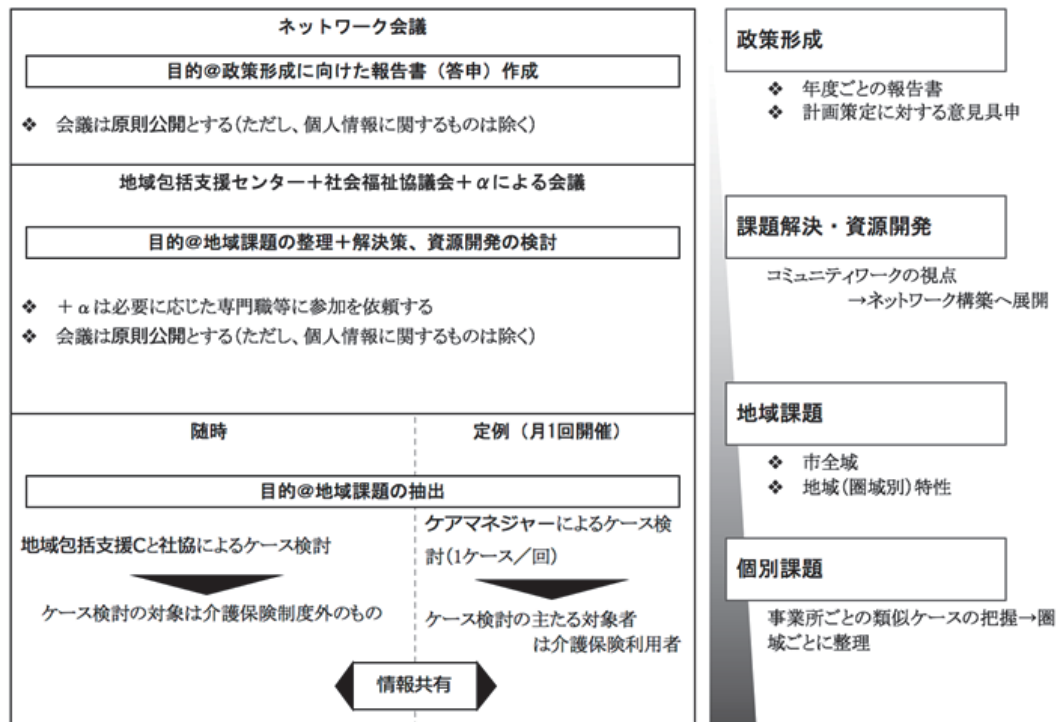 ネットワーク会議
目的@政策形成に向けた報告書（答申）作成
❖ 会議は原則公開とする（ただし、個人情報に関するものは除く）
地域包括支援センター＋社会福祉協議会＋αによる会議
目的@地域課題の整理＋解決策、資源開発の検討
❖ ＋αは必要に応じた専門職等に参加を依頼する
❖ 会議は原則公開とする（ただし、個人情報に関するものは除く）
随時
定例（月1回開催）
目的@地域課題の抽出
地域包括支援Cと社協によるケース検討
ケース検討の対象は介護保険制度外のもの
ケアマネジャーによるケース検
討（1ケース／回）
ケース検討の主たる対象者
は介護保険利用者
情報共有
政策形成
❖ 年度ごとの報告書
❖ 計画策定に対する意見具申
課題解決・資源開発
コミュニティワークの視点
→ネットワーク構築へ展開
地域課題
❖ 市全域
❖ 地域（圏域別）特性
個別課題
事業所ごとの類似ケースの把握→圏
域ごとに整理